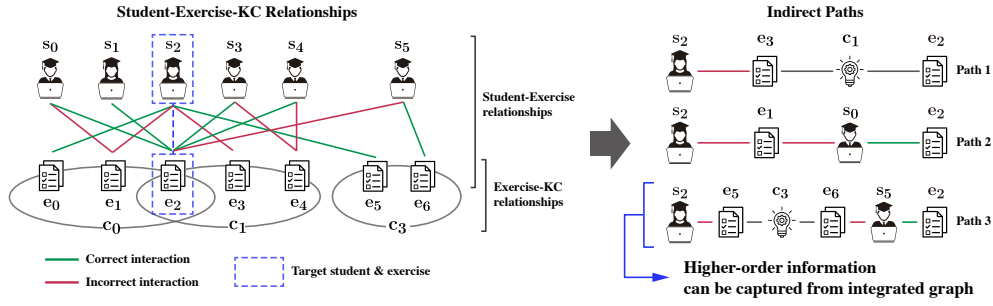 Student-Exercise-KC Relationships
s0 s1 s2 s3 s4 s5
Student-Exercise
relationships
e0 e1 e2 e3 e4 e5 e6
c0 c1 c3
Exercise-KC
relationships
Correct interaction
Incorrect interaction
Target student & exercise
Indirect Paths
s2 e3 c1 e2
Path 1
s2 e1 s0 e2
Path 2
s2 e5 c3 e6 s5 e2
Path 3
Higher-order information
can be captured from integrated graph